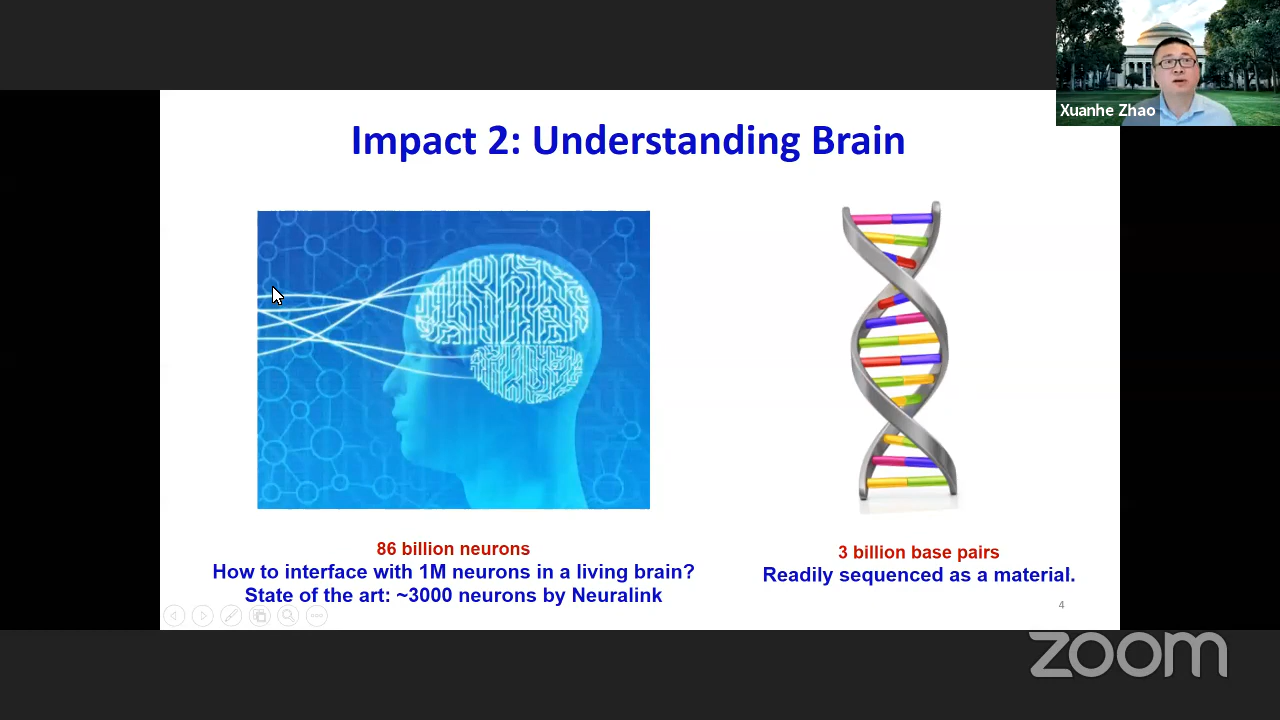 Xuanhe Zhao
Impact 2: Understanding Brain
86 billion neurons
How to interface with 1M neurons in a living brain?
State of the art: ~3000 neurons by Neuralink
3 billion base pairs
Readily sequenced as a material.
4
zoom